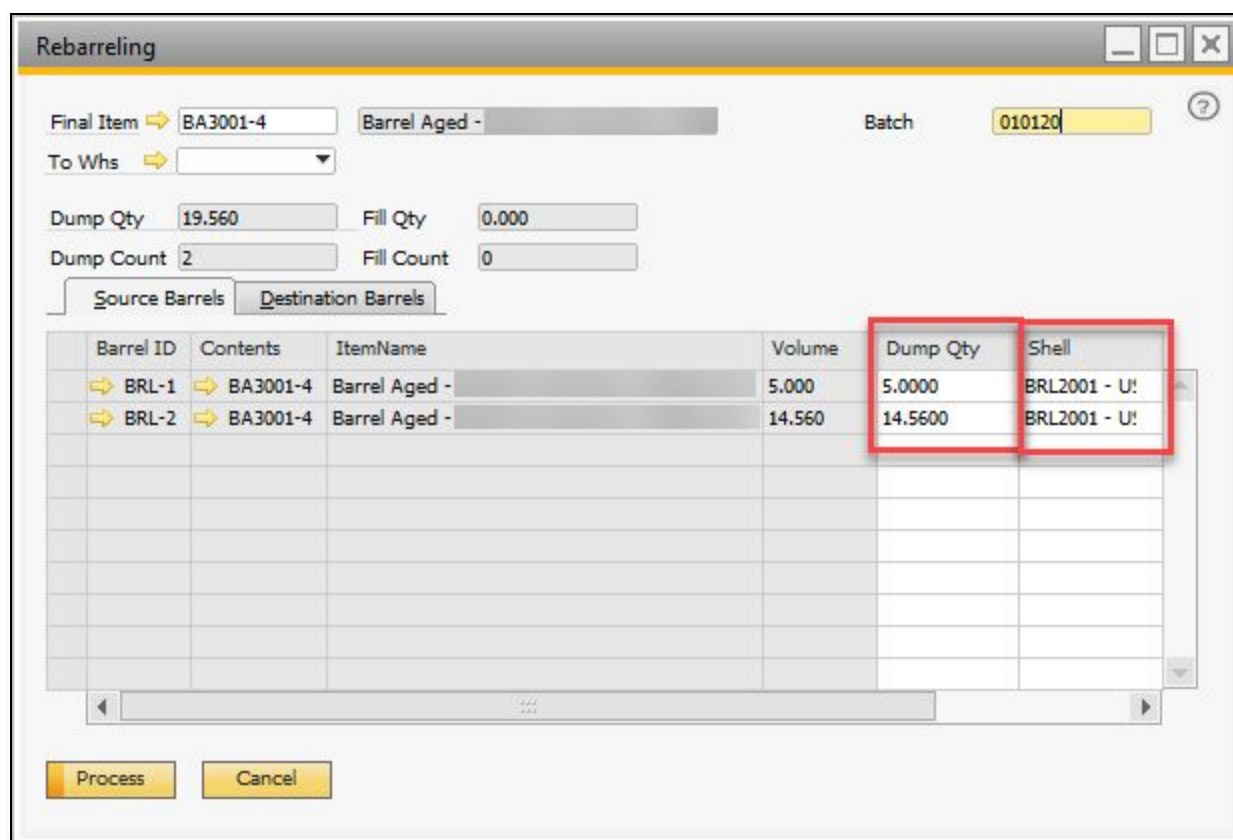 Rebarreling
Final Item BA3001-4 Barrel Aged - Batch 010120
To Whs
Dump Qty 19.560 Fill Qty 0.000
Dump Count 2 Fill Count 0
Source Barrels Destination Barrels
Barrel ID Contents ItemName Volume Dump Qty Shell
BRL-1 BA3001-4 Barrel Aged - 5.000 5.0000 BRL2001 -
BRL-2 BA3001-4 Barrel Aged - 14.560 14.5600 BRL2001 -
Process Cancel